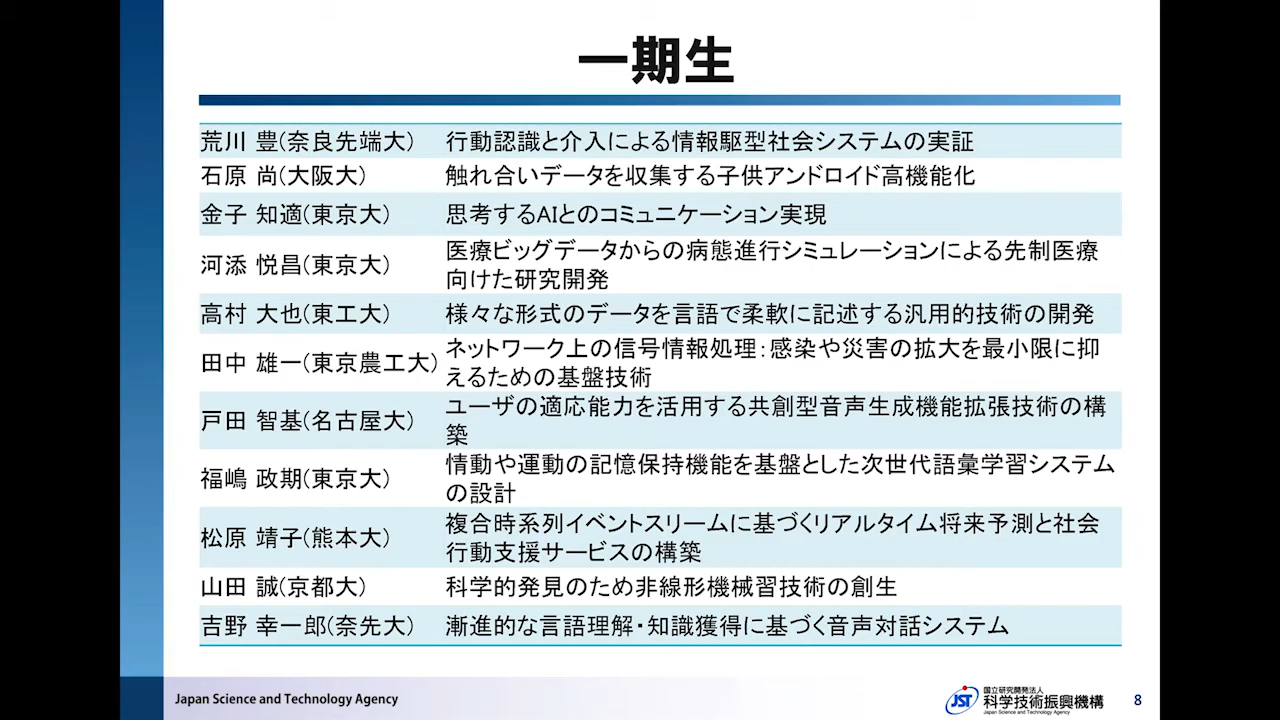 一期生
荒川 豊(奈良先端大) 行動認識と介入による情報駆型社会システムの実証
石原 尚(大阪大) 触れ合いデータを収集する子供アンドロイド高機能化
金子 知適(東京大) 思考するAIとのコミュニケーション実現
河添 悦昌(東京大) 医療ビッグデータからの病態進行シミュレーションによる先制医療
向けた研究開発
高村 大也(東工大) 様々な形式のデータを言語で柔軟に記述する汎用的技術の開発
田中 雄一(東京農工大) ネットワーク上の信号情報処理:感染や災害の拡大を最小限に抑
えるための基盤技術
戸田 智基(名古屋大) ユーザの適応能力を活用する共創型音声生成機能拡張技術の構
築
福嶋 政期(東京大) 情動や運動の記憶保持機能を基盤とした次世代語彙学習システム
の設計
松原 靖子(熊本大) 複合時系列イベントスリームに基づくリアルタイム将来予測と社会
行動支援サービスの構築
山田 誠(京都大) 科学的発見のため非線形機械習技術の創生
吉野 幸一郎(奈先大) 漸進的な言語理解・知識獲得に基づく音声対話システム
Japan Science and Technology Agency
JST
国立研究開発法人
科学技術振興機構
Japan Science and Technology Agency
8